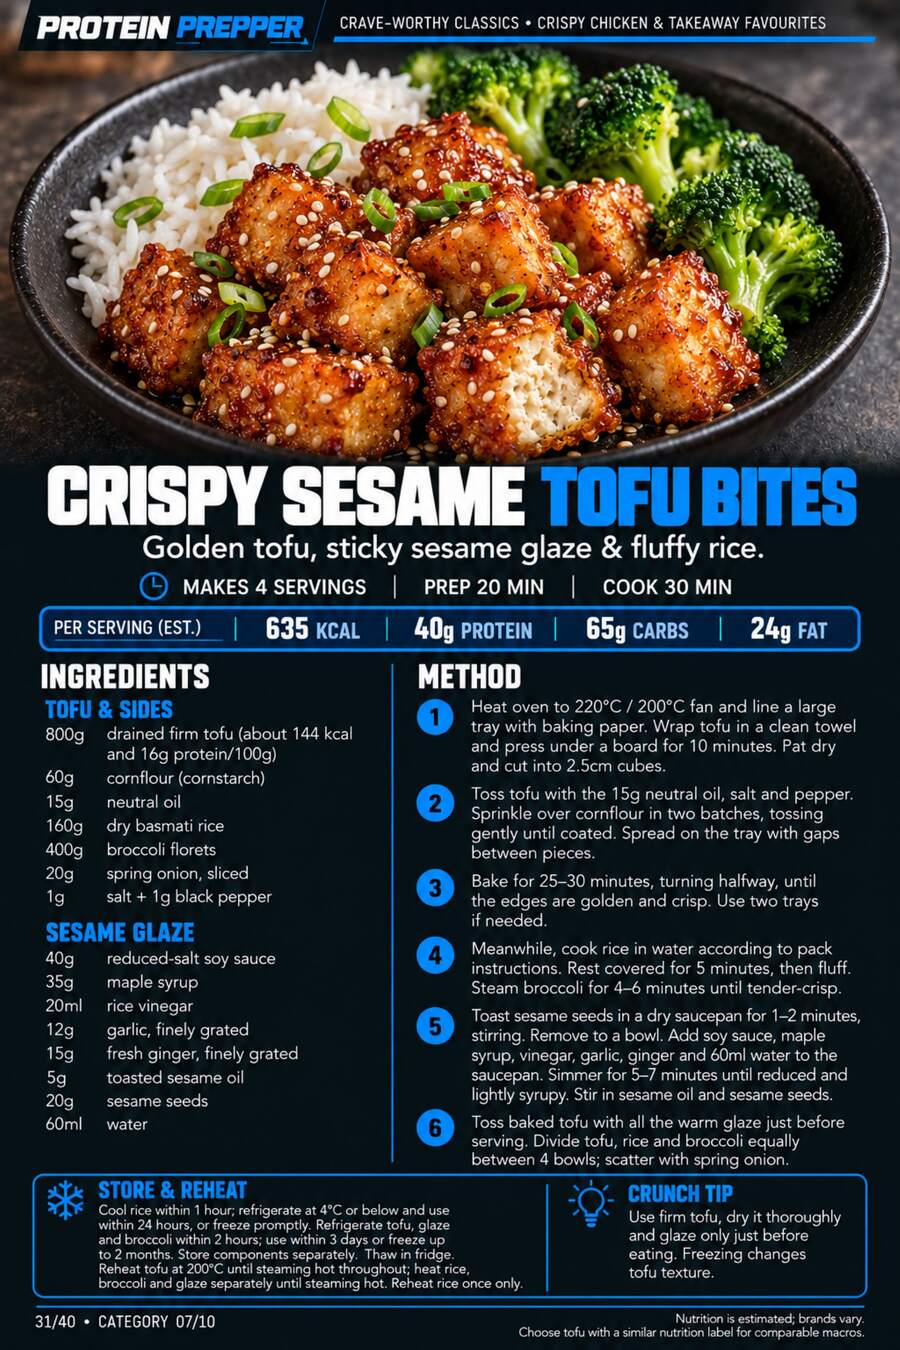 PROTEIN PREPPER
CRAVE-WORTHY CLASSICS • CRISPY CHICKEN & TAKEAWAY FAVOURITES
CRISPY SESAME TOFU BITES
Golden tofu, sticky sesame glaze & fluffy rice.
MAKES 4 SERVINGS | PREP 20 MIN | COOK 30 MIN
PER SERVING (EST.) | 635 KCAL | 40g PROTEIN | 65g CARBS | 24g FAT
INGREDIENTS
TOFU & SIDES
800g drained firm tofu (about 144 kcal
and 16g protein/100g)
60g cornflour (cornstarch)
15g neutral oil
160g dry basmati rice
400g broccoli florets
20g spring onion, sliced
1g salt + 1g black pepper
SESAME GLAZE
40g reduced-salt soy sauce
35g maple syrup
20ml rice vinegar
12g garlic, finely grated
15g fresh ginger, finely grated
5g toasted sesame oil
20g sesame seeds
60ml water
METHOD
1 Heat oven to 220°C / 200°C fan and line a large
tray with baking paper. Wrap tofu in a clean towel
and press under a board for 10 minutes. Pat dry
and cut into 2.5cm cubes.
2 Toss tofu with the 15g neutral oil, salt and pepper.
Sprinkle over cornflour in two batches, tossing
gently until coated. Spread on the tray with gaps
between pieces.
3 Bake for 25–30 minutes, turning halfway, until
the edges are golden and crisp. Use two trays
if needed.
4 Meanwhile, cook rice in water according to pack
instructions. Rest covered for 5 minutes, then fluff.
Steam broccoli for 4–6 minutes until tender-crisp.
5 Toast sesame seeds in a dry saucepan for 1–2 minutes,
stirring. Remove to a bowl. Add soy sauce, maple
syrup, vinegar, garlic, ginger and 60ml water to the
saucepan. Simmer for 5–7 minutes until reduced and
lightly syrupy. Stir in sesame oil and sesame seeds.
6 Toss baked tofu with all the warm glaze just before
serving. Divide tofu, rice and broccoli equally
between 4 bowls; scatter with spring onion.
STORE & REHEAT
Cool rice within 1 hour; refrigerate at 4°C or below and use
within 24 hours, or freeze promptly. Refrigerate tofu, glaze
and broccoli within 2 hours; use within 3 days or freeze up
to 2 months. Store components separately. Thaw in fridge.
Reheat tofu at 200°C until steaming hot throughout; heat rice,
broccoli and glaze separately until steaming hot. Reheat rice once only.
CRUNCH TIP
Use firm tofu, dry it thoroughly
and glaze only just before
eating. Freezing changes
tofu texture.
31/40 • CATEGORY 07/10
Nutrition is estimated; brands vary.
Choose tofu with a similar nutrition label for comparable macros.